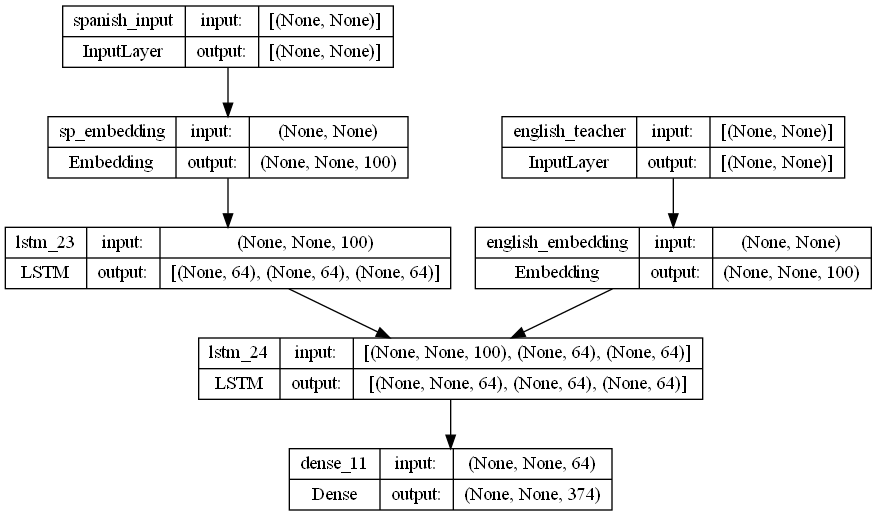 spanish_input input: [(None, None)]
InputLayer output: [(None, None)]
sp_embedding input: (None, None)
Embedding output: (None, None, 100)
english_teacher input: [(None, None)]
InputLayer output: [(None, None)]
lstm_23 input: (None, None, 100)
LSTM output: [(None, 64), (None, 64), (None, 64)]
english_embedding input: (None, None)
Embedding output: (None, None, 100)
lstm_24 input: [(None, None, 100), (None, 64), (None, 64)]
LSTM output: [(None, None, 64), (None, 64), (None, 64)]
dense_11 input: (None, None, 64)
Dense output: (None, None, 374)